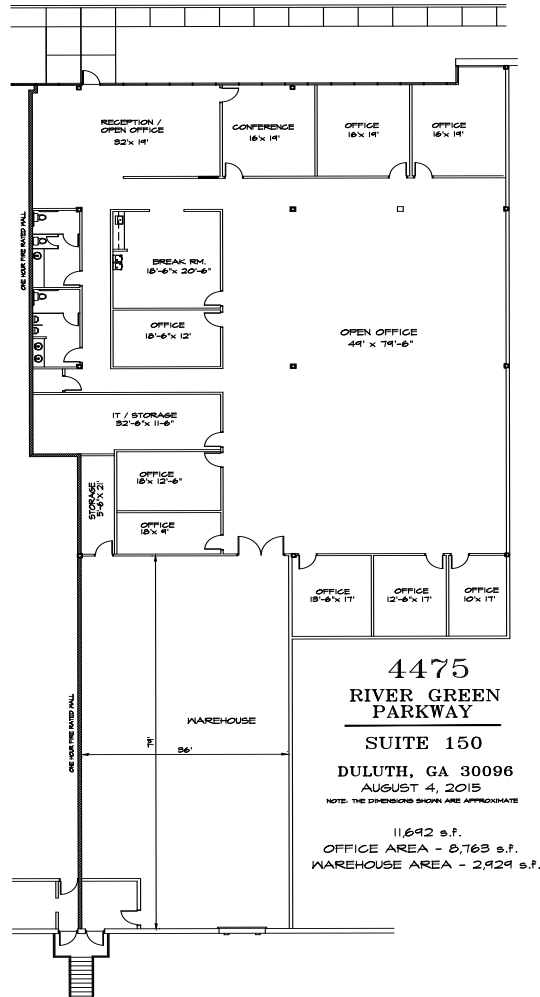 RECEPTION /
OPEN OFFICE
32'x 19'
CONFERENCE
16'x 19'
OFFICE
16'x 19'
OFFICE
16'x 19'
ONE HOUR FIRE RATED WALL
BREAK RM.
18'-6"x 20'-6"
OFFICE
18'-6"x 12'
OPEN OFFICE
49' x 79'-6"
IT / STORAGE
32'-6"x 11-6"
STORAGE
5'-6"x 21'
OFFICE
18'x 12'-6"
OFFICE
18'x 9'
OFFICE
13'-6"x 17'
OFFICE
12'-6"x 17'
OFFICE
10'x 17'
ONE HOUR FIRE RATED WALL
79'
WAREHOUSE
36'
4475
RIVER GREEN
PARKWAY
SUITE 150
DULUTH, GA 30096
AUGUST 4, 2015
NOTE: THE DIMENSIONS SHOWN ARE APPROXIMATE
11,692 s.f.
OFFICE AREA - 8,763 s.f.
WAREHOUSE AREA - 2,929 s.f.